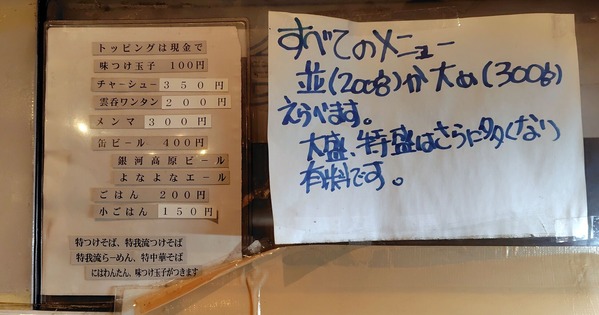 トッピングは現金で
味つけ玉子 100円
チャーシュー 350円
雲呑ワンタン 200円
メンマ 300円
缶ビール 400円
銀河高原ビール
よなよなエール
ごはん 200円
小ごはん 150円
特つけそば、特我流つけそば
特我流らーめん、特中華そば
にはわんたん、味つけ玉子がつきます
すべてのメニュー
並(200g)か大め(300g)
えらべます。
大盛、特盛はさらに多くなり
有料です。